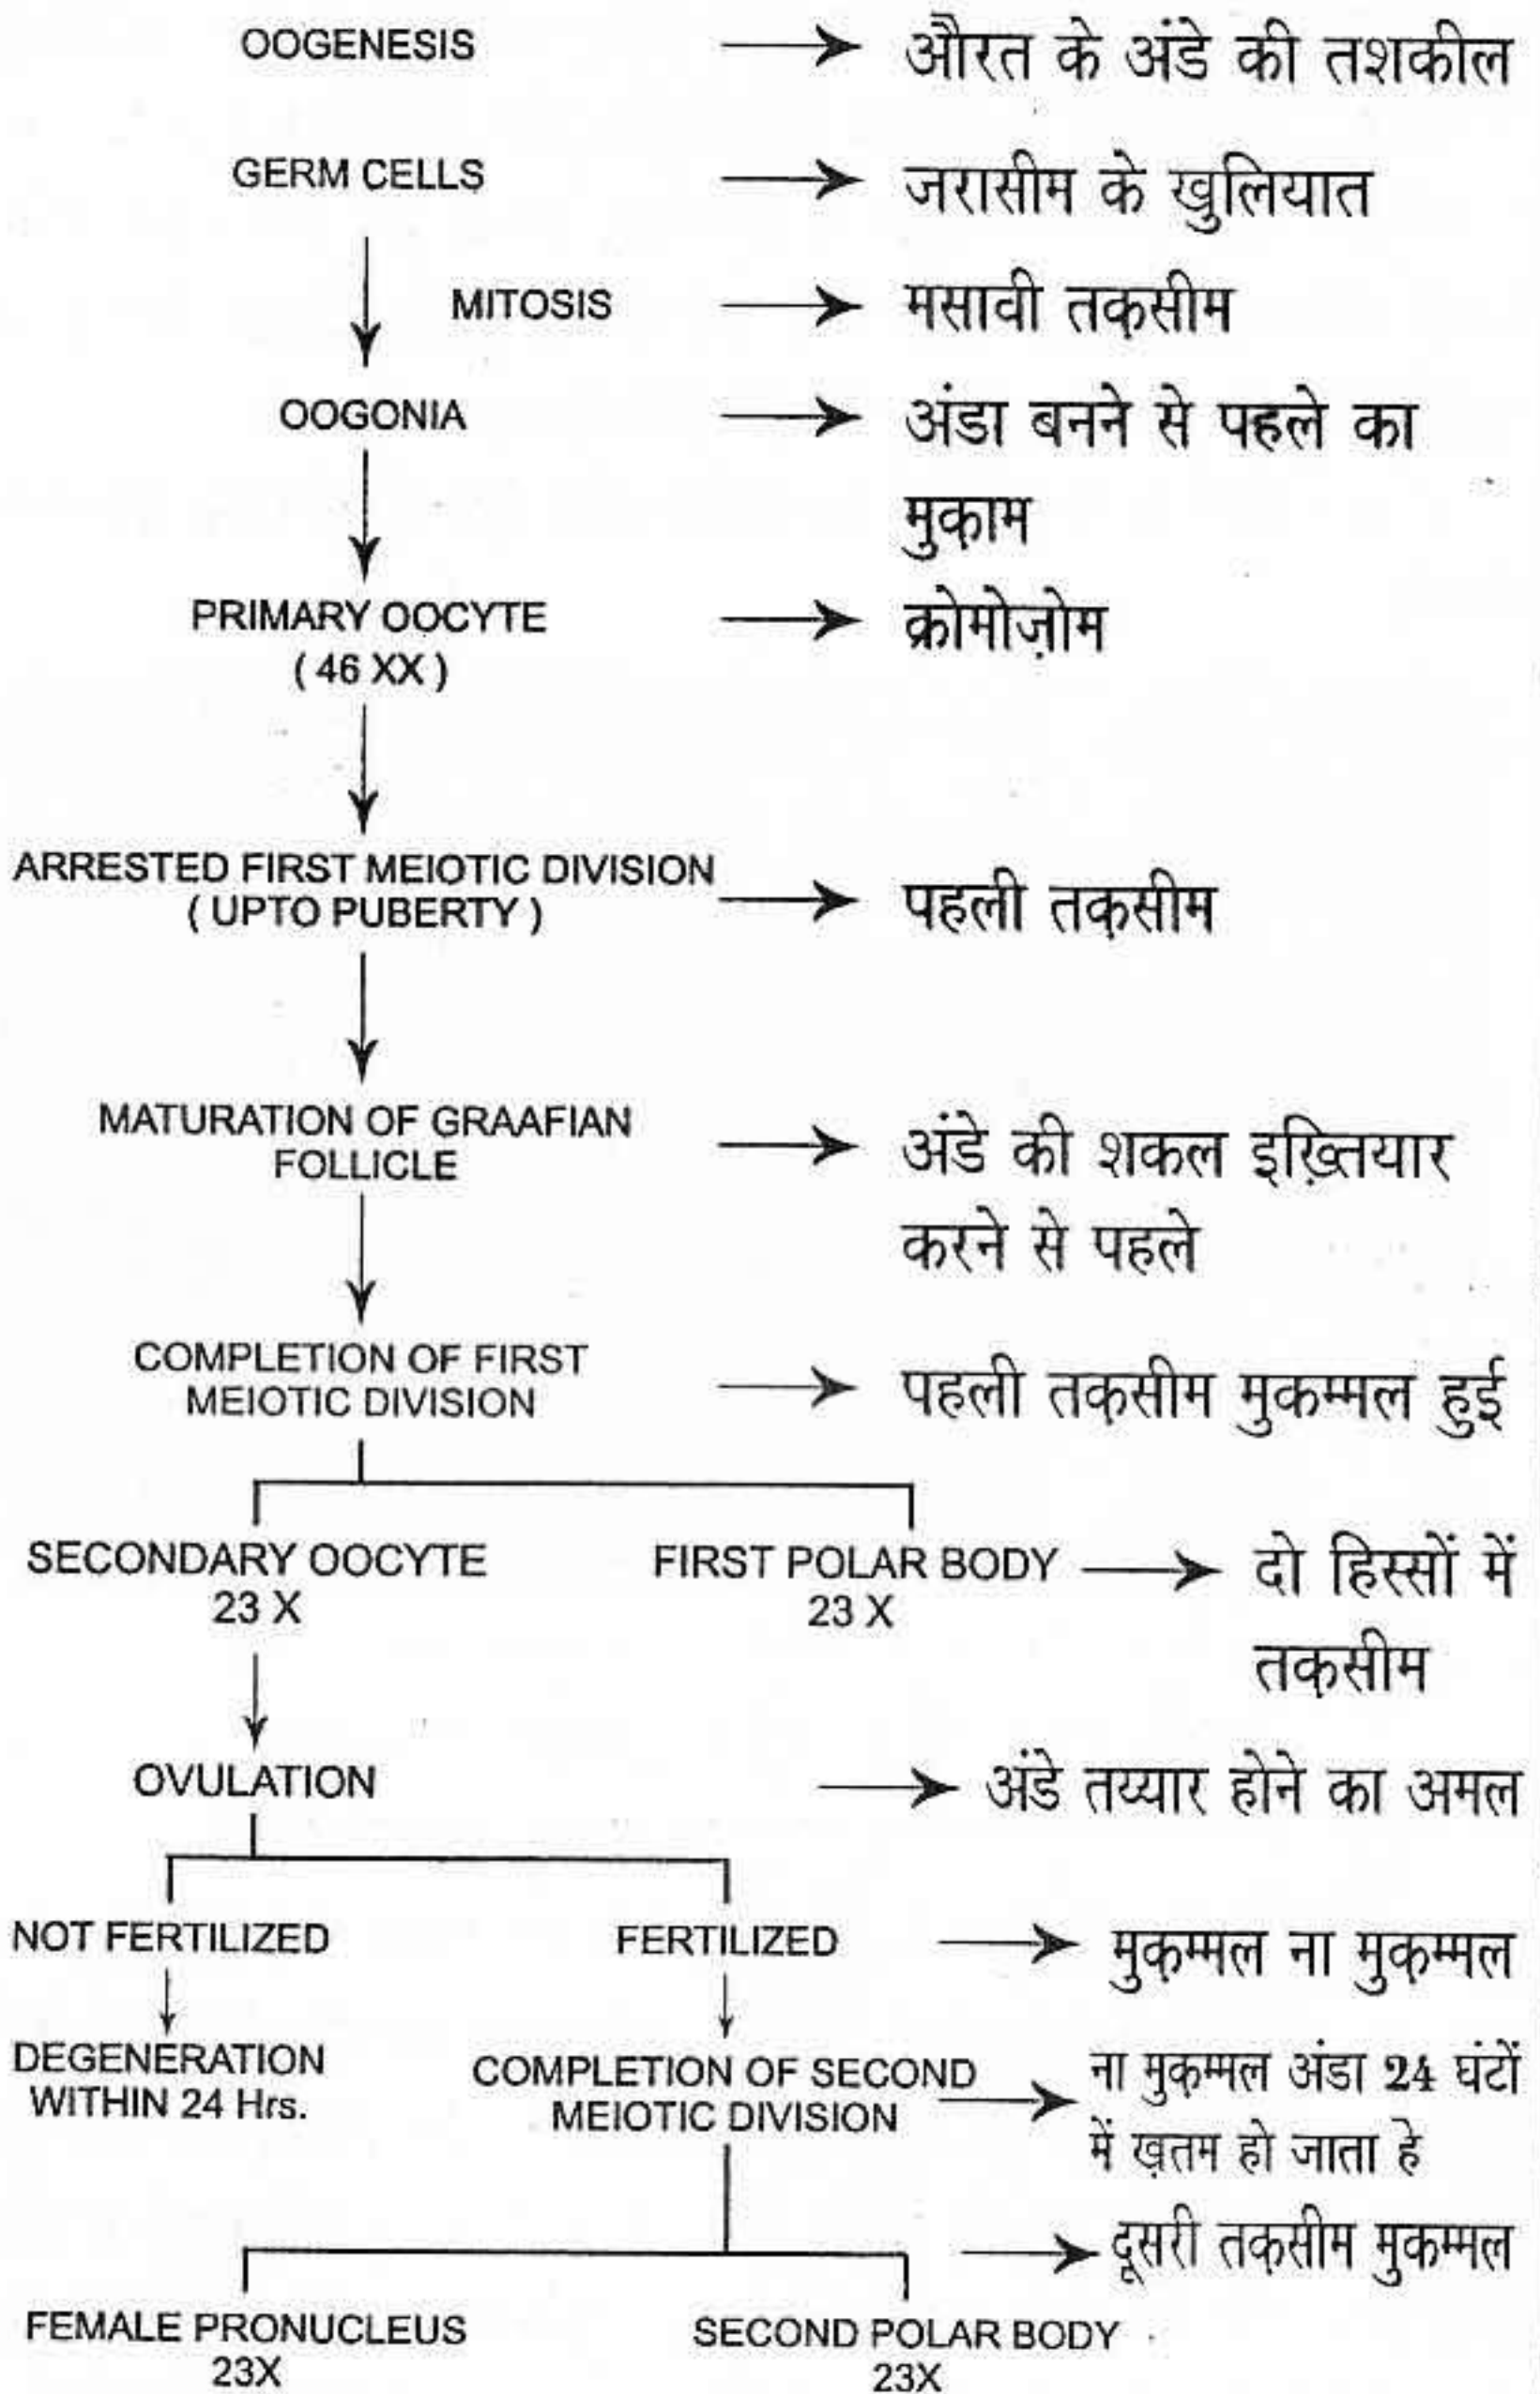 OOGENESIS → औरत के अंडे की तशकील
GERM CELLS → जरासीम के खुलियात
MITOSIS → मसावी तक़सीम
OOGONIA → अंडा बनने से पहले का
मुक़ाम
PRIMARY OOCYTE → क्रोमोज़ोम
( 46 XX )
ARRESTED FIRST MEIOTIC DIVISION
( UPTO PUBERTY ) → पहली तक़सीम
MATURATION OF GRAAFIAN
FOLLICLE → अंडे की शकल इख़्तियार
करने से पहले
COMPLETION OF FIRST
MEIOTIC DIVISION → पहली तक़सीम मुकम्मल हुई
SECONDARY OOCYTE FIRST POLAR BODY → दो हिस्सों में
23 X 23 X
तक़सीम
OVULATION → अंडे तय्यार होने का अमल
NOT FERTILIZED FERTILIZED → मुक़म्मल ना मुक़म्मल
DEGENERATION COMPLETION OF SECOND → ना मुक़म्मल अंडा 24 घंटों
WITHIN 24 Hrs. MEIOTIC DIVISION
में ख़तम हो जाता हे
→ दूसरी तक़सीम मुकम्मल
FEMALE PRONUCLEUS SECOND POLAR BODY
23X 23X